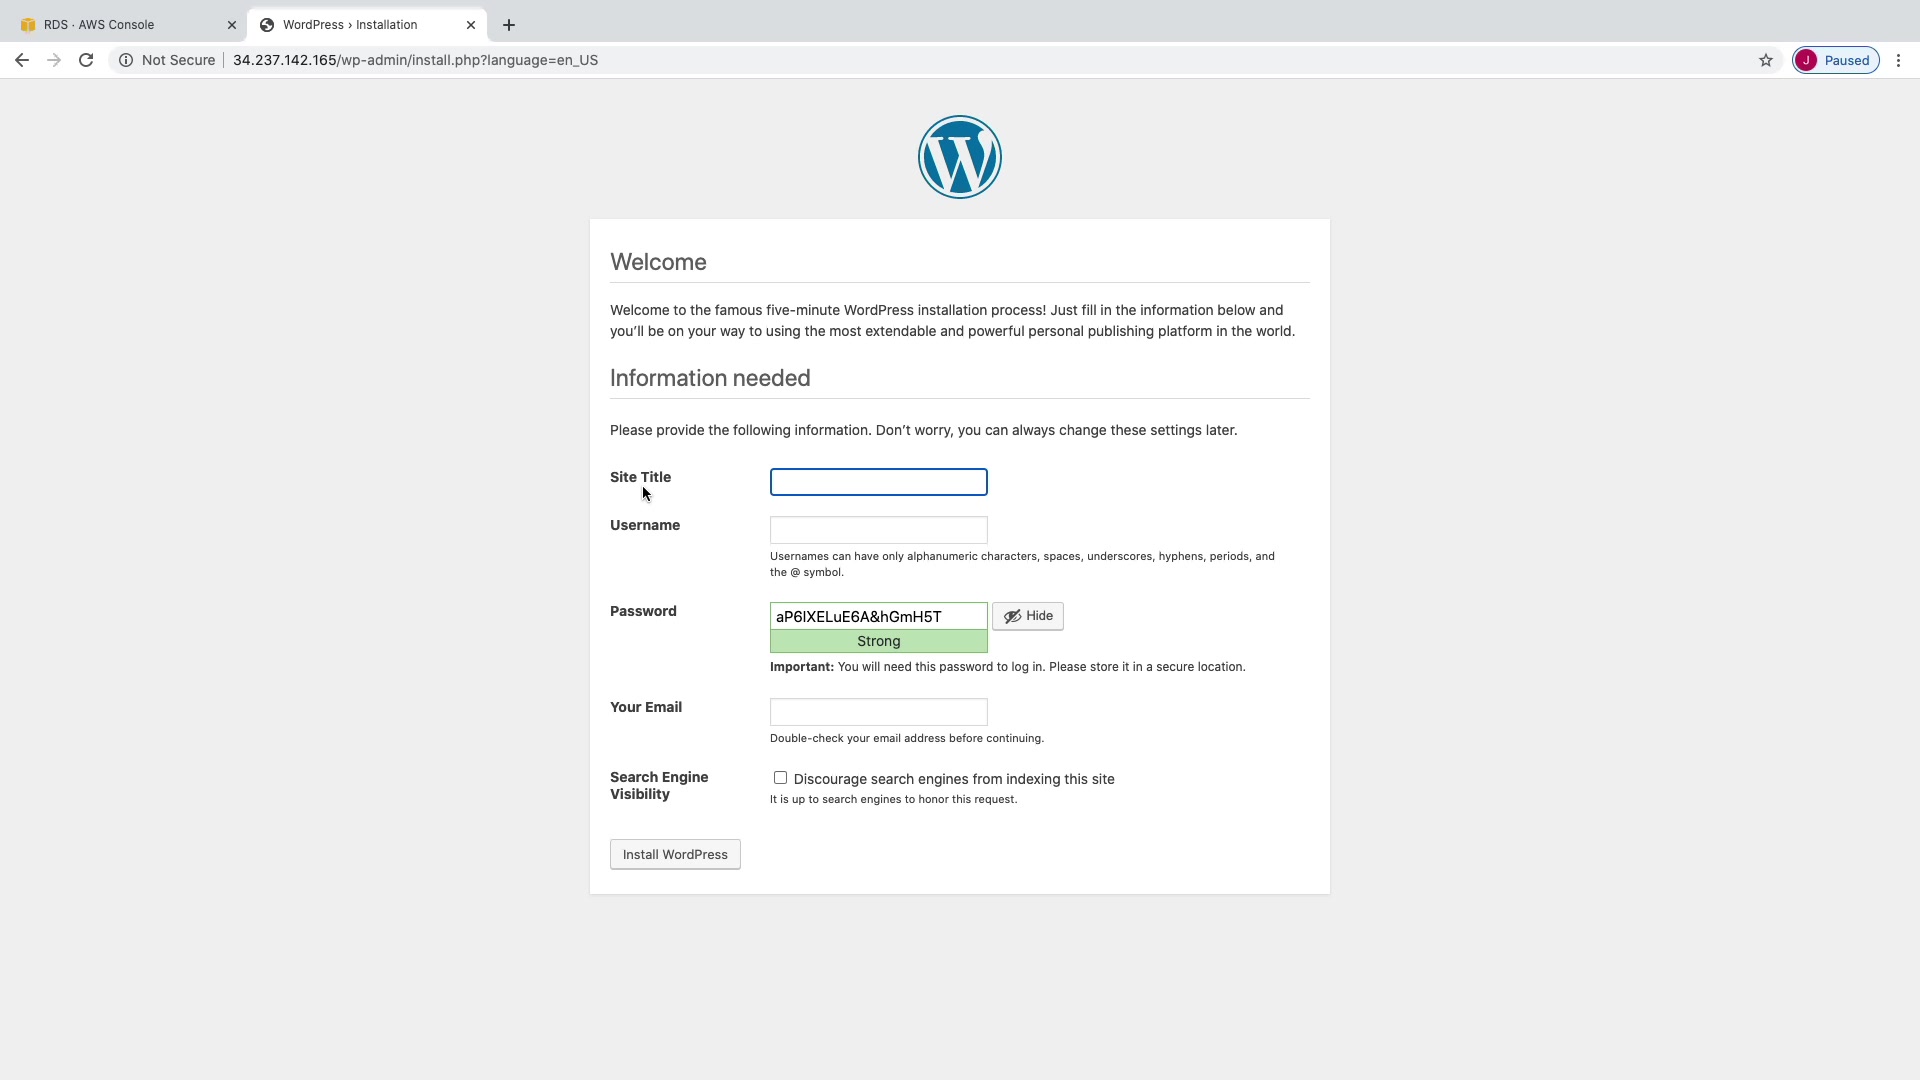 RDS · AWS Console
WordPress › Installation
Not Secure 34.237.142.165/wp-admin/install.php?language=en_US
J Paused
Welcome
Welcome to the famous five-minute WordPress installation process! Just fill in the information below and
you’ll be on your way to using the most extendable and powerful personal publishing platform in the world.
Information needed
Please provide the following information. Don’t worry, you can always change these settings later.
Site Title
Username
Usernames can have only alphanumeric characters, spaces, underscores, hyphens, periods, and
the @ symbol.
Password aP6IXELuE6A&hGmH5T Hide
Strong
Important: You will need this password to log in. Please store it in a secure location.
Your Email
Double-check your email address before continuing.
Search Engine
Visibility
Discourage search engines from indexing this site
It is up to search engines to honor this request.
Install WordPress